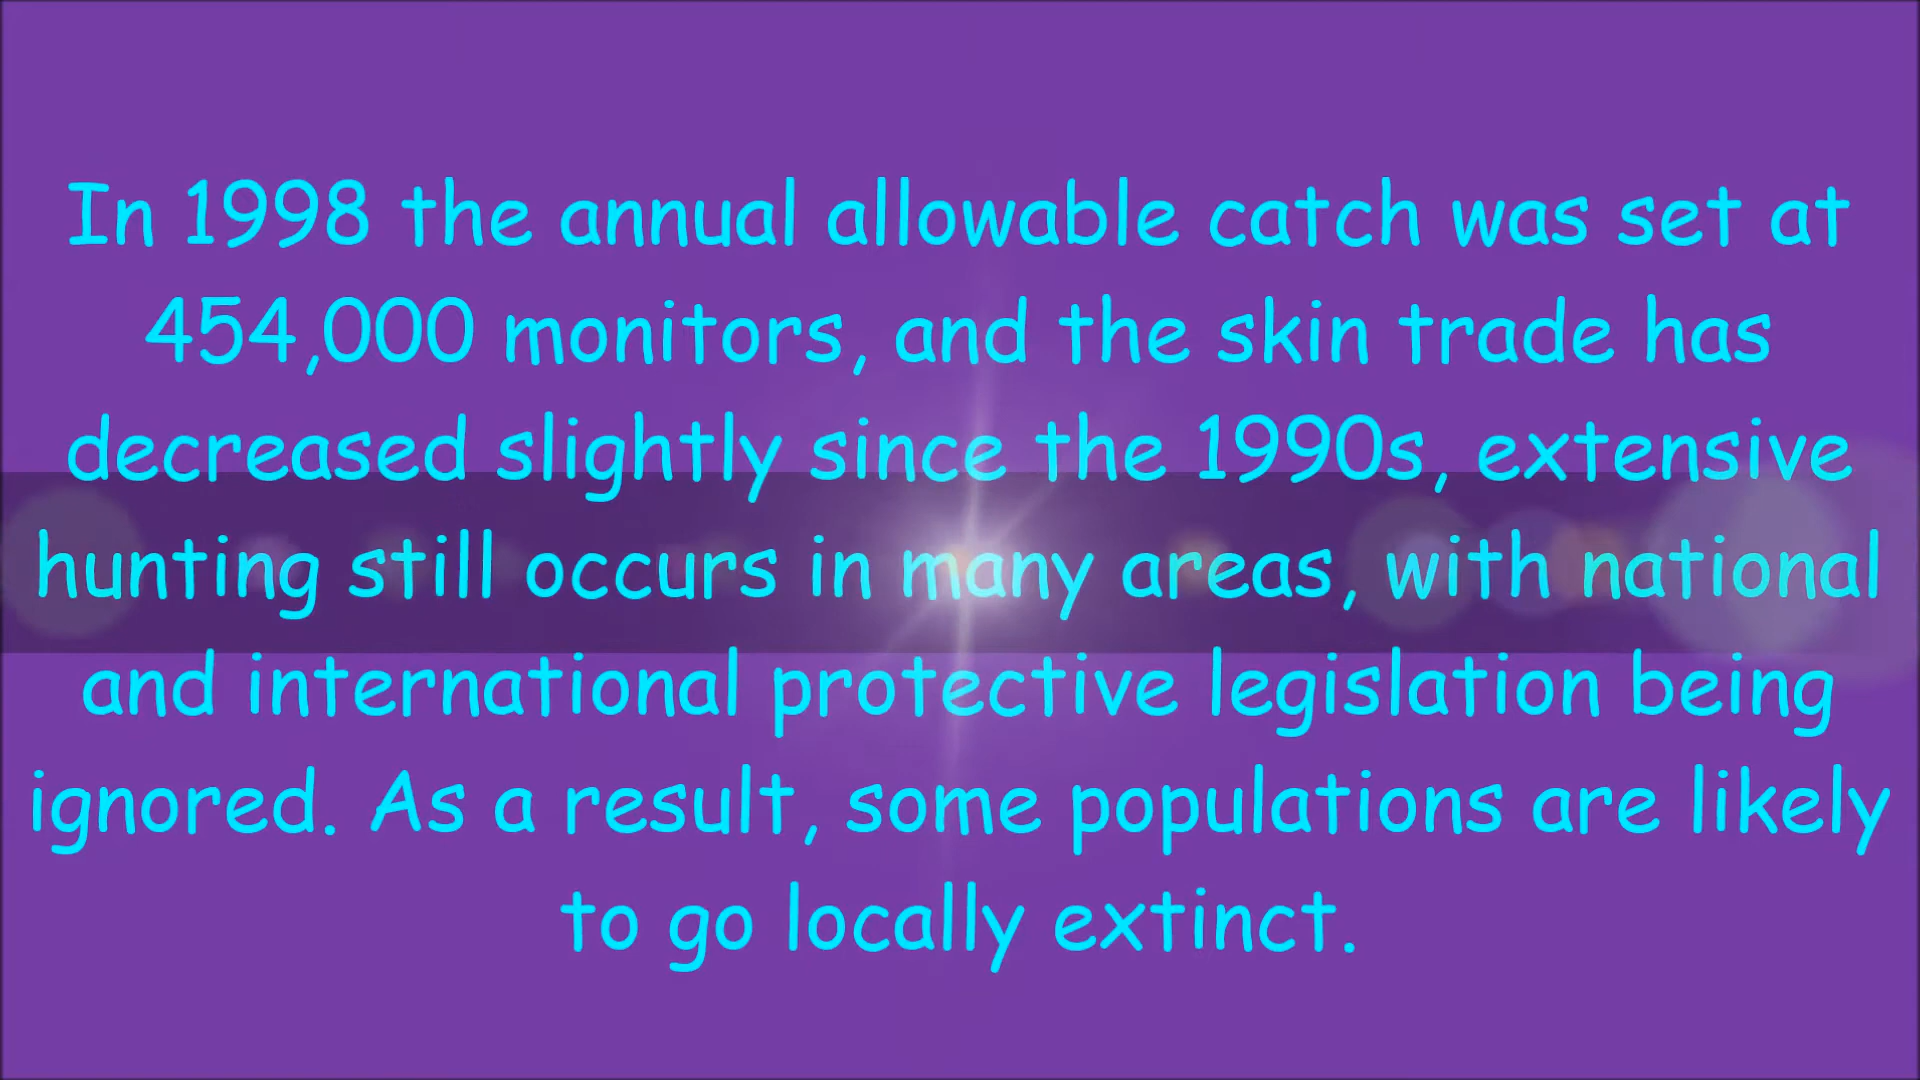 In 1998 the annual allowable catch was set at
454,000 monitors, and the skin trade has
decreased slightly since the 1990s, extensive
hunting still occurs in many areas, with national
and international protective legislation being
ignored. As a result, some populations are likely
to go locally extinct.